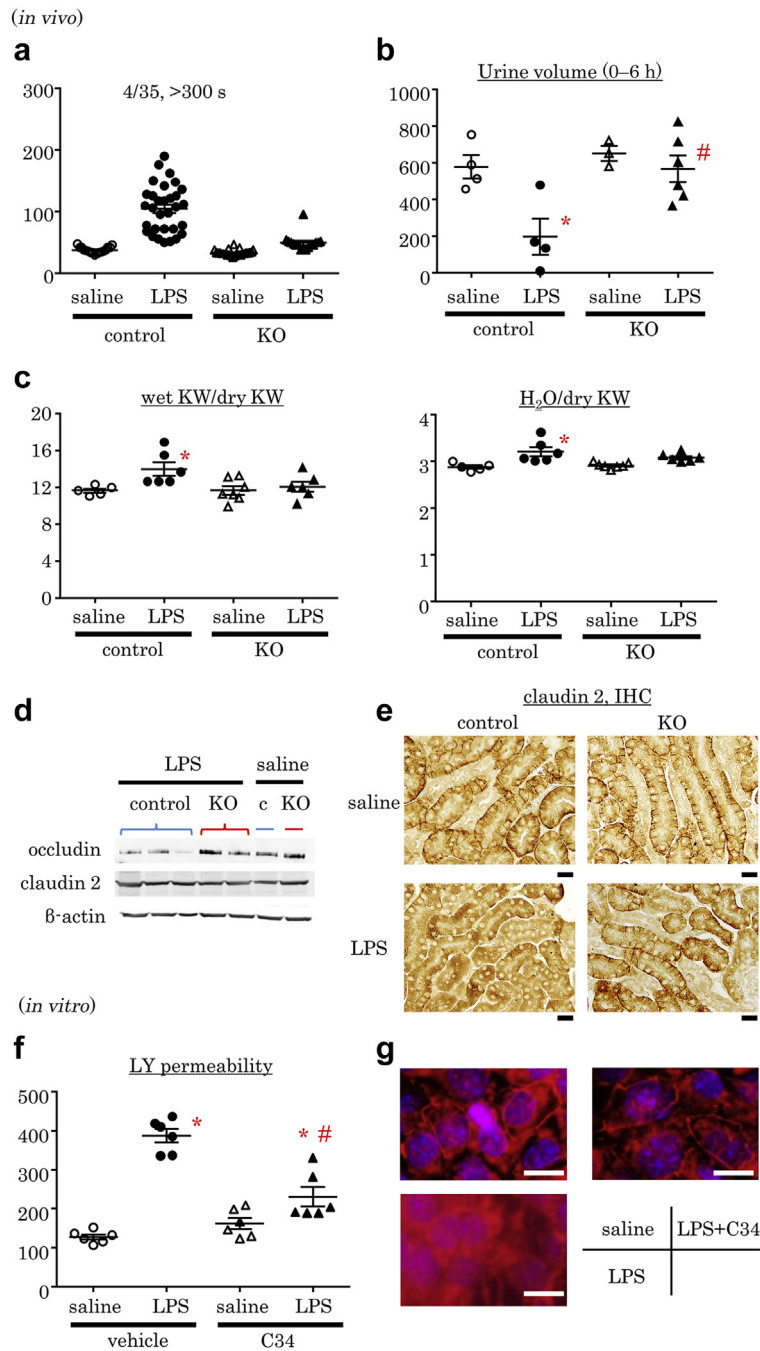 (in vivo)
a
4/35, >300 s
300
200
100
0
saline LPS saline LPS
control KO
b
Urine volume (0–6 h)
1000
800
600
400
200
0
*
#
saline LPS saline LPS
control KO
c
wet KW/dry KW
20
16
12
8
4
0
*
saline LPS saline LPS
control KO
H₂O/dry KW
4
3
2
1
0
*
saline LPS saline LPS
control KO
d
LPS saline
control KO c KO
occludin
claudin 2
β-actin
e
claudin 2, IHC
control KO
saline
LPS
(in vitro)
f
LY permeability
500
400
300
200
100
0
*
* #
saline LPS saline LPS
vehicle C34
g
saline LPS+C34
LPS